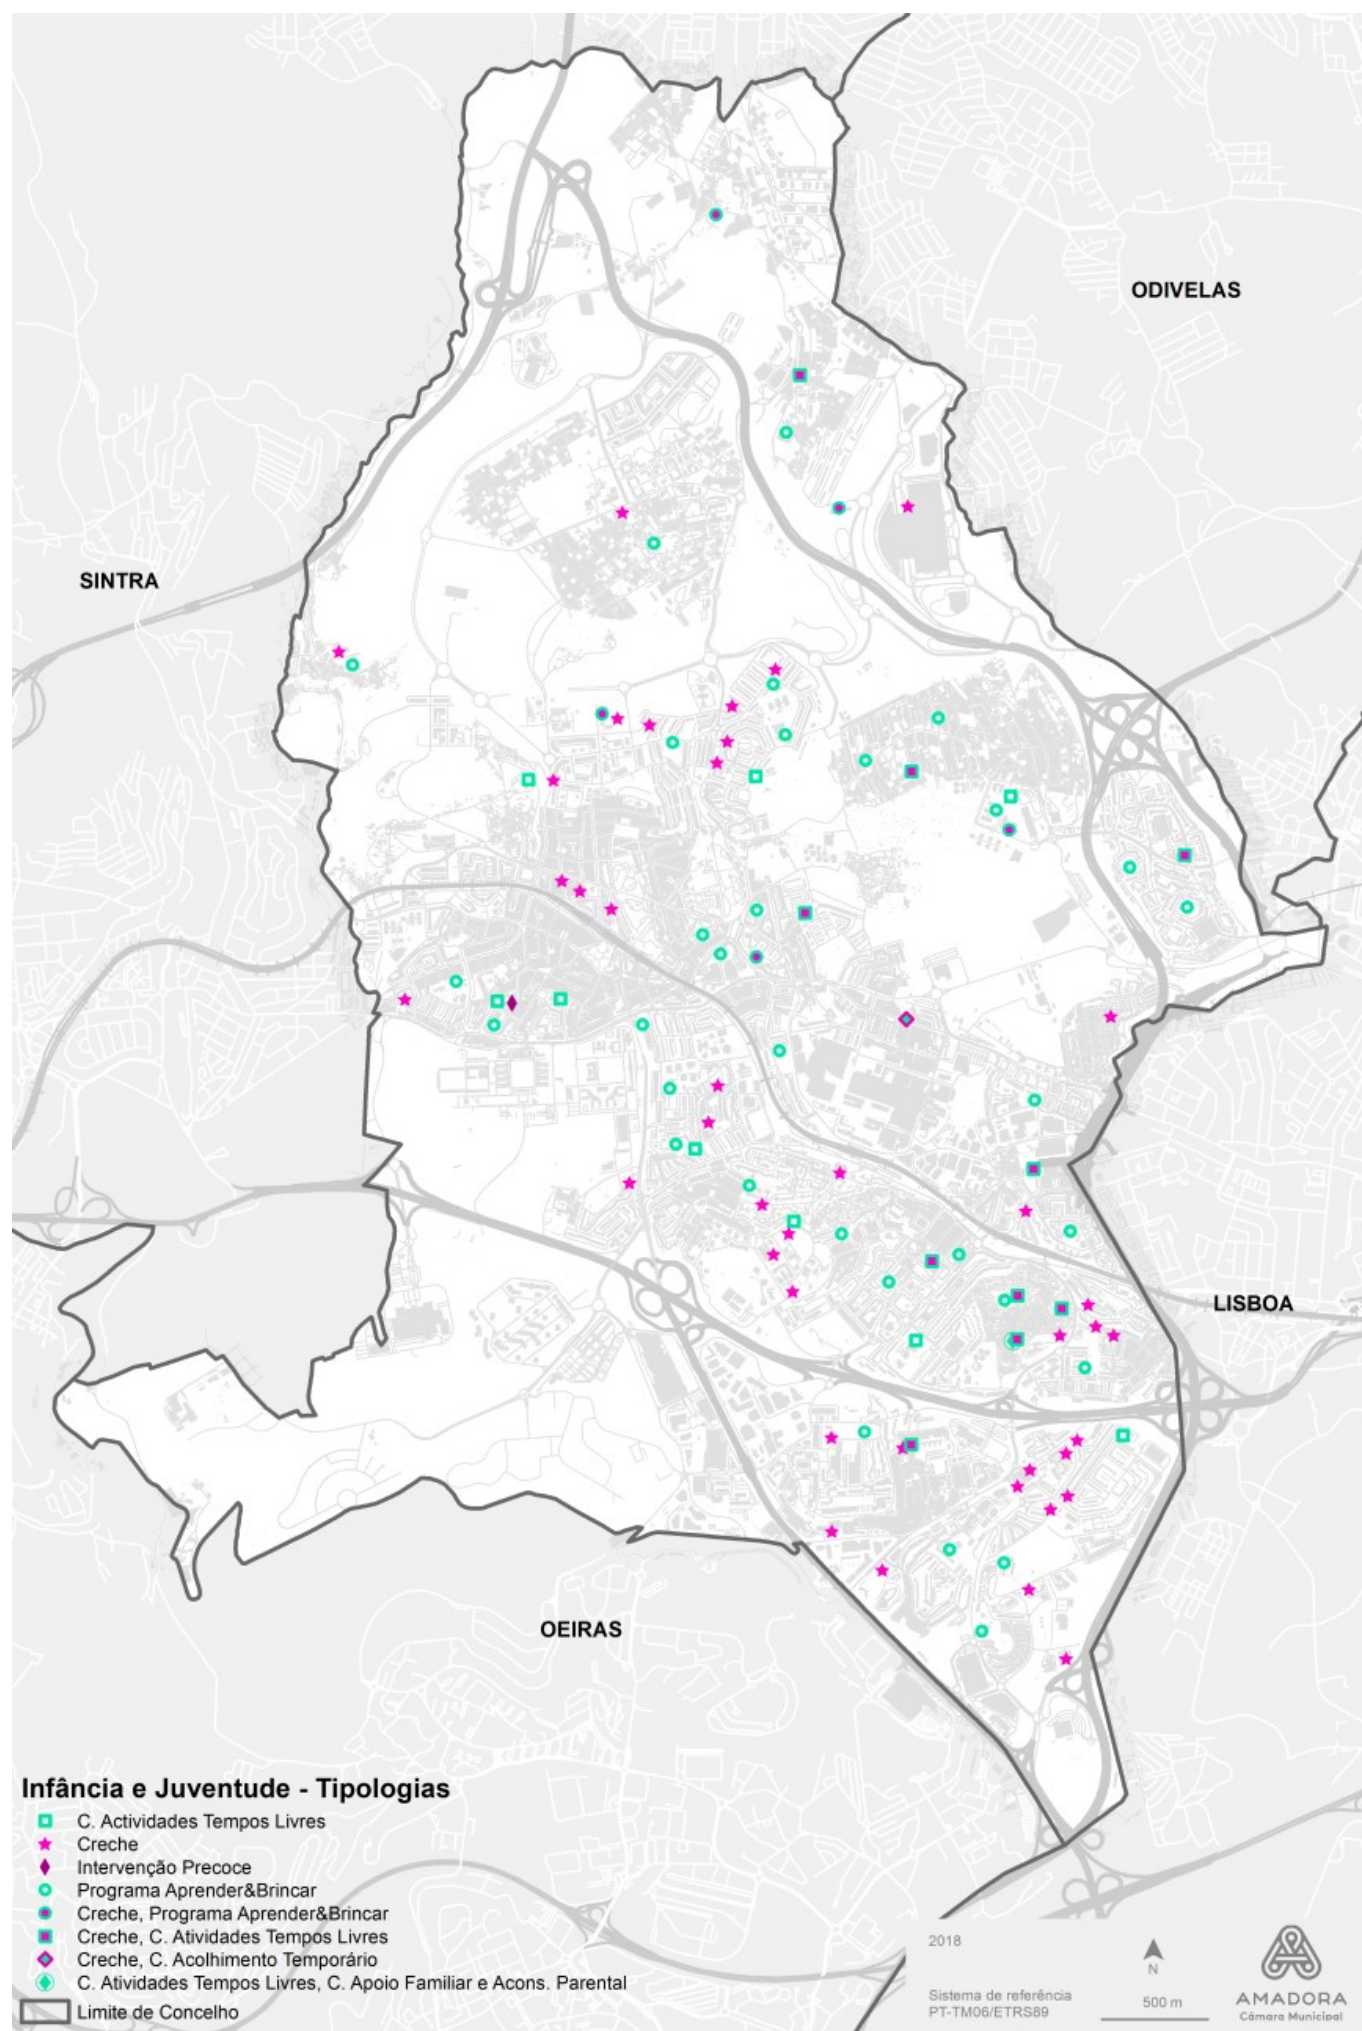 ODIVELAS
SINTRA
LISBOA
OEIRAS
Infância e Juventude - Tipologias
C. Actividades Tempos Livres
Creche
Intervenção Precoce
Programa Aprender&Brincar
Creche, Programa Aprender&Brincar
Creche, C. Atividades Tempos Livres
Creche, C. Acolhimento Temporário
C. Atividades Tempos Livres, C. Apoio Familiar e Acons. Parental
Limite de Concelho
2018
N
Sistema de referência
PT-TM06/ETRS89
500 m
AMADORA
Câmara Municipal